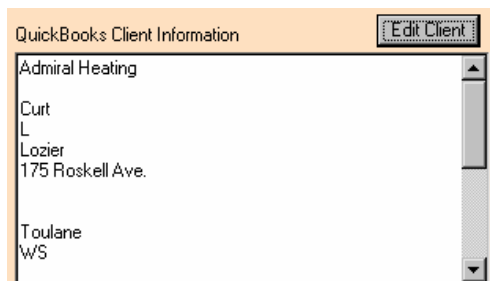 QuickBooks Client Information
Edit Client
Admiral Heating
Curt
L
Lozier
175 Roskell Ave.
Toulane
WS